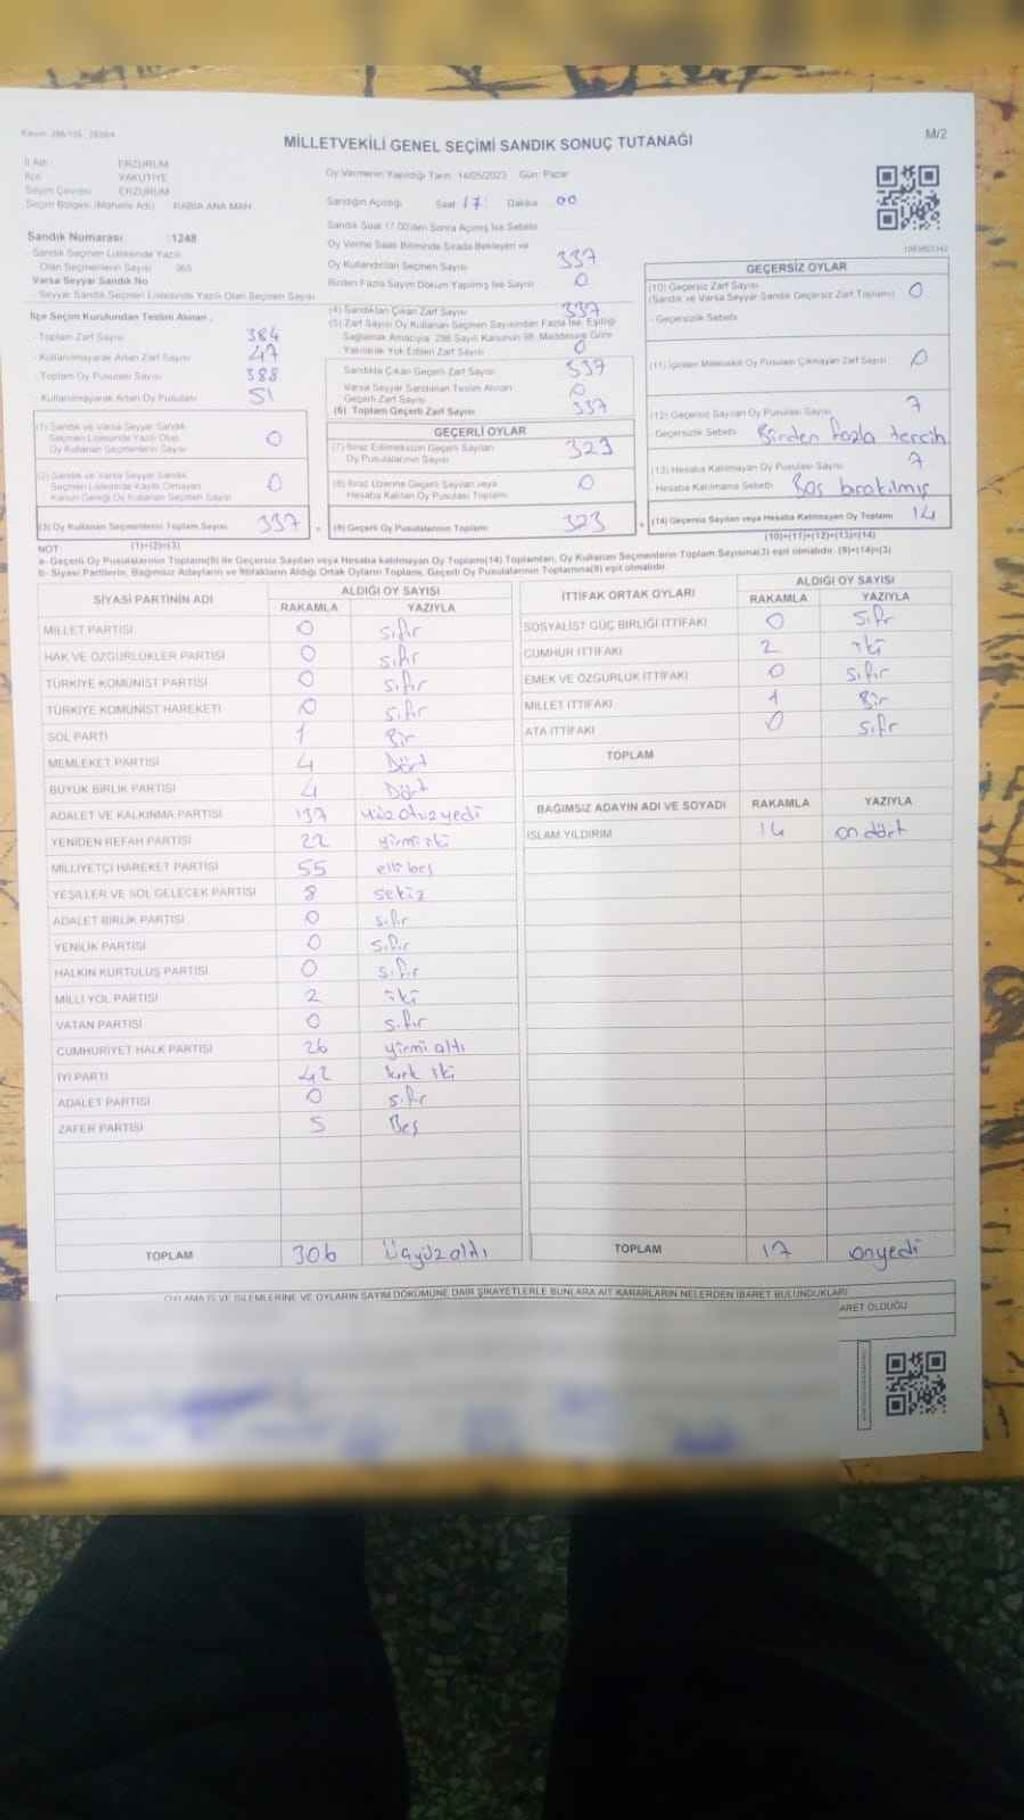 MİLLETVEKİLİ GENEL SEÇİMİ SANDIK SONUÇ TUTANAĞI
M/2
İl Adı : ERZURUM
İlçe : YAKUTİYE
Seçim Çevresi : ERZURUM
Seçim Bölgesi (Mahalle Adı) : RABİA ANA MAH.
Sandık Numarası :1248
Sandık Seçmen Listesinde Yazılı
Olan Seçmenlerin Sayısı : 365
Varsa Seyyar Sandık No
Seyyar Sandık Seçmen Listesinde Yazılı Olan Seçmen Sayısı
İlçe Seçim Kurulundan Teslim Alınan ;
Toplam Zarf Sayısı 384
Kullanılmayarak Artan Zarf Sayısı 47
Toplam Oy Pusulası Sayısı 388
Kullanılmayarak Artan Oy Pusulası 51
(1) Sandık ve Varsa Seyyar Sandık
Seçmen Listesinde Yazılı Olup
Oy Kullanan Seçmenlerin Sayısı 0
(2) Sandık ve Varsa Seyyar Sandık
Seçmen Listesinde Kayıtlı Olmayan
Kanun Gereği Oy Kullanan Seçmen Sayısı 0
(3) Oy Kullanan Seçmenlerin Toplam Sayısı 337
(1)+(2)=(3)
Oy Vermenin Yapıldığı Tarih: 14/05/2023 Gün: Pazar
Sandığın Açıldığı Saat 17: Dakika 00
Sandık Saat 17.00'den Sonra Açılmış İse Sebebi
Oy Verme Saati Bitiminde Sırada Bekleyen ve
Oy Kullandırılan Seçmen Sayısı 337
Birden Fazla Sayım Döküm Yapılmış İse Sayısı 0
(4) Sandıktan Çıkan Zarf Sayısı 337
(5) Zarf Sayısı Oy Kullanan Seçmen Sayısından Fazla İse, Eşitliği
Sağlamak Amacıyla, 298 Sayılı Kanunun 98. Maddesine Göre
Yakılarak Yok Edilen Zarf Sayısı 0
Sandıkta Çıkan Geçerli Zarf Sayısı 337
Varsa Seyyar Sandıktan Teslim Alınan
Geçerli Zarf Sayısı 0
(6) Toplam Geçerli Zarf Sayısı 337
GEÇERLİ OYLAR
(7) İtiraz Edilmeksizin Geçerli Sayılan
Oy Pusulalarının Sayısı 323
(8) İtiraz Üzerine Geçerli Sayılan veya
Hesaba Katılan Oy Pusulası Toplamı 0
(9) Geçerli Oy Pusulalarının Toplamı 323
GEÇERSİZ OYLAR
(10) Geçersiz Zarf Sayısı
(Sandık ve Varsa Seyyar Sandık Geçersiz Zarf Toplamı) 0
Geçersizlik Sebebi
(11) İçinden Milletvekili Oy Pusulası Çıkmayan Zarf Sayısı 0
(12) Geçersiz Sayılan Oy Pusulası Sayısı 7
Geçersizlik Sebebi Birden fazla tercih
(13) Hesaba Katılmayan Oy Pusulası Sayısı 7
Hesaba Katılmama Sebebi Boş bırakılmış
(14) Geçersiz Sayılan veya Hesaba Katılmayan Oy Toplamı 14
(10)+(11)+(12)+(13)=(14)
NOT:
a- Geçerli Oy Pusulalarının Toplamı(9) ile Geçersiz Sayılan veya Hesaba katılmayan Oy Toplamı(14) Toplamları, Oy Kullanan Seçmenlerin Toplam Sayısına(3) eşit olmalıdır. (9)+(14)=(3)
b- Siyasi Partilerin, Bağımsız Adayların ve İttifakların Aldığı Ortak Oyların Toplamı, Geçerli Oy Pusulalarının Toplamına(9) eşit olmalıdır.
SİYASİ PARTİNİN ADI ALDIĞI OY SAYISI
RAKAMLA YAZIYLA
MİLLET PARTİSİ 0 sıfır
HAK VE ÖZGÜRLÜKLER PARTİSİ 0 sıfır
TÜRKİYE KOMÜNİST PARTİSİ 0 sıfır
TÜRKİYE KOMÜNİST HAREKETİ 0 sıfır
SOL PARTİ 1 Bir
MEMLEKET PARTİSİ 4 Dört
BÜYÜK BİRLİK PARTİSİ 4 Dört
ADALET VE KALKINMA PARTİSİ 137 yüz otuz yedi
YENİDEN REFAH PARTİSİ 22 yirmi iki
MİLLİYETÇİ HAREKET PARTİSİ 55 elli beş
YEŞİLLER VE SOL GELECEK PARTİSİ 8 sekiz
ADALET BİRLİK PARTİSİ 0 sıfır
YENİLİK PARTİSİ 0 sıfır
HALKIN KURTULUŞ PARTİSİ 0 sıfır
MİLLİ YOL PARTİSİ 2 iki
VATAN PARTİSİ 0 sıfır
CUMHURİYET HALK PARTİSİ 26 yirmi altı
İYİ PARTİ 42 kırk iki
ADALET PARTİSİ 0 sıfır
ZAFER PARTİSİ 5 Beş
TOPLAM 306 Üçyüz altı
İTTİFAK ORTAK OYLARI ALDIĞI OY SAYISI
RAKAMLA YAZIYLA
SOSYALİST GÜÇ BİRLİĞİ İTTİFAKI 0 sıfır
CUMHUR İTTİFAKI 2 iki
EMEK VE ÖZGÜRLÜK İTTİFAKI 0 sıfır
MİLLET İTTİFAKI 1 Bir
ATA İTTİFAKI 0 sıfır
TOPLAM
BAĞIMSIZ ADAYIN ADI VE SOYADI RAKAMLA YAZIYLA
İSLAM YILDIRIM 14 on dört
TOPLAM 17 onyedi
OYLAMA İŞ VE İŞLEMLERİNE VE OYLARIN SAYIM DÖKÜMÜNE DAİR ŞİKAYETLERLE BUNLARA AİT KARARLARIN NELERDEN İBARET BULUNDUKLARI
ARET OLDUĞU